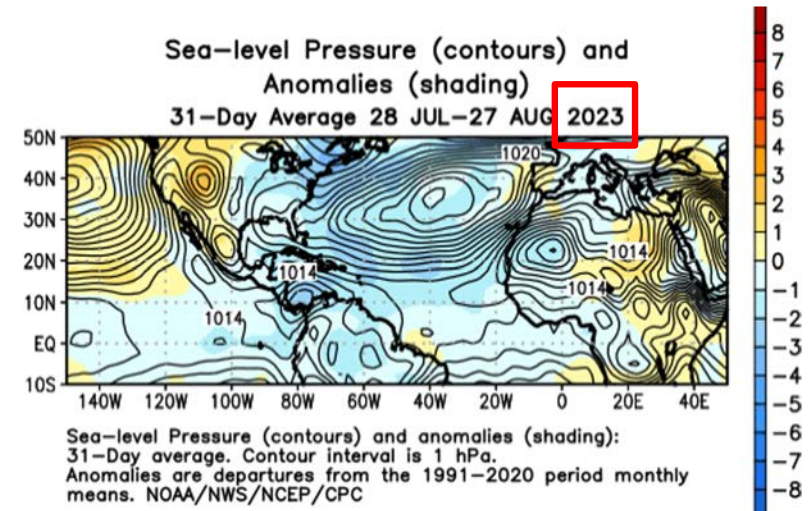 Sea-level Pressure (contours) and
Anomalies (shading)
31-Day Average 28 JUL-27 AUG 2023
50N
40N
30N
20N
10N
EQ
10S
1020
1014
1014
1014
1014
140W 120W 100W 80W 60W 40W 20W 0 20E 40E
8
7
6
5
4
3
2
1
0
-1
-2
-3
-4
-5
-6
-7
-8
Sea-level Pressure (contours) and anomalies (shading):
31-Day average. Contour interval is 1 hPa.
Anomalies are departures from the 1991-2020 period monthly
means. NOAA/NWS/NCEP/CPC